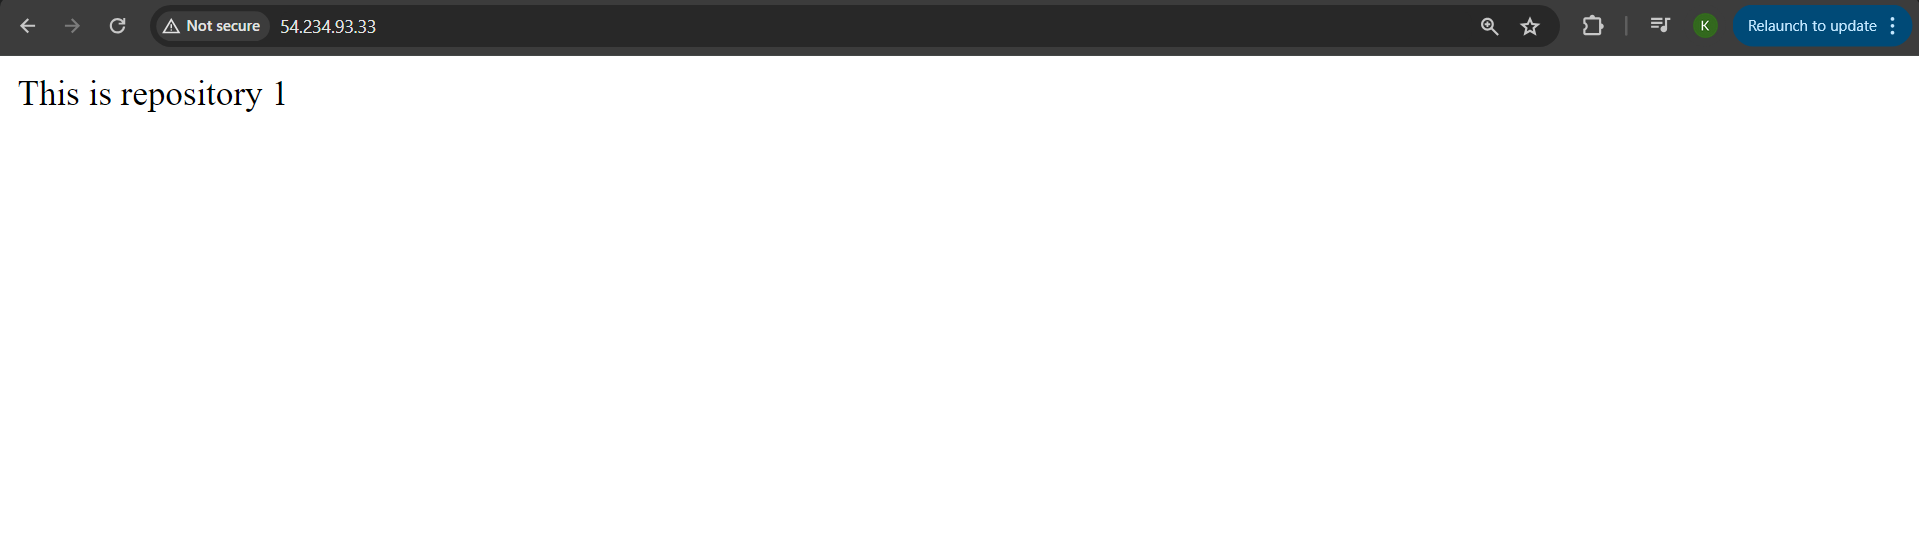 Not secure 54.234.93.33 K Relaunch to update
This is repository 1